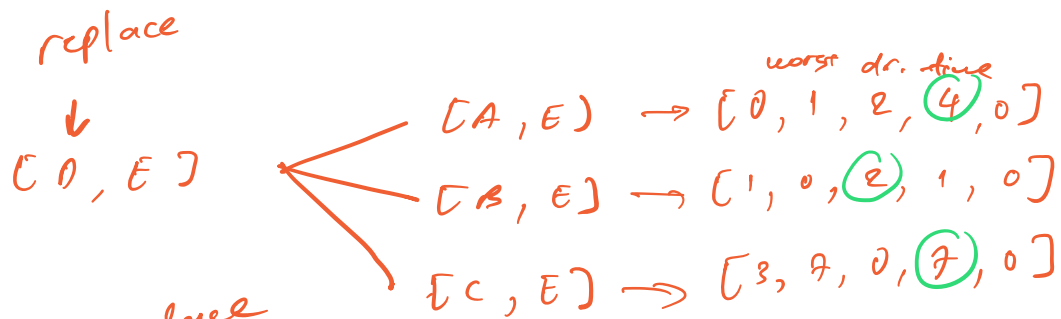 replace
worst dr. time
[A, E] → [0, 1, 2, 4, 0]
[D, E]
[B, E] → [1, 0, 2, 1, 0]
[C, E] → [3, 7, 0, 7, 0]